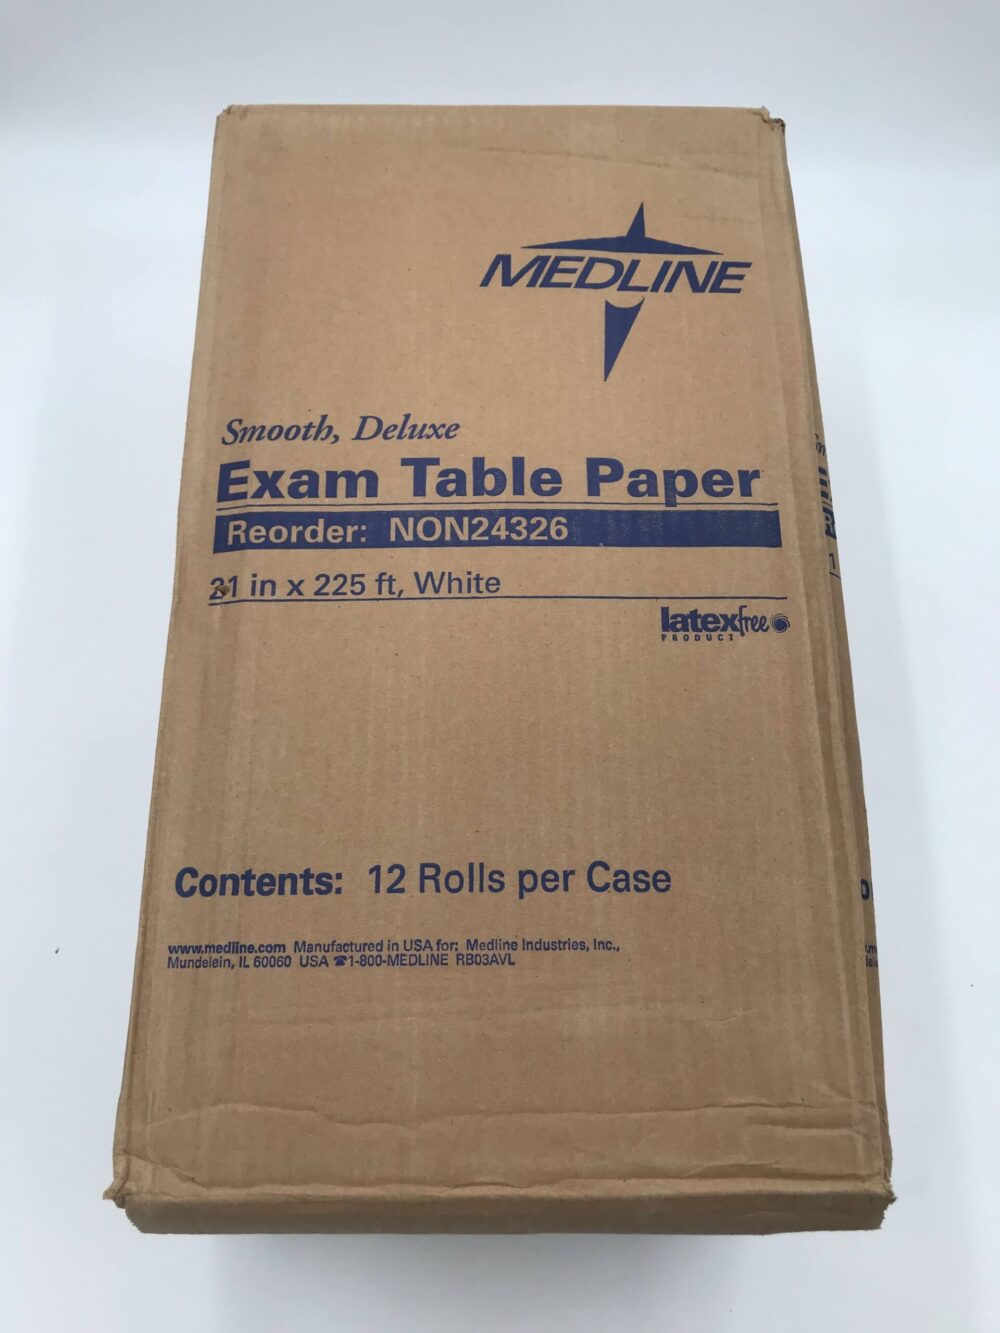 MEDLINE
Smooth, Deluxe
Exam Table Paper
Reorder: NON24326
21 in x 225 ft, White
latexfree
PRODUCT
Contents: 12 Rolls per Case
www.medline.com Manufactured in USA for: Medline Industries, Inc.,
Mundelein, IL 60060 USA ☎1-800-MEDLINE RB03AVL